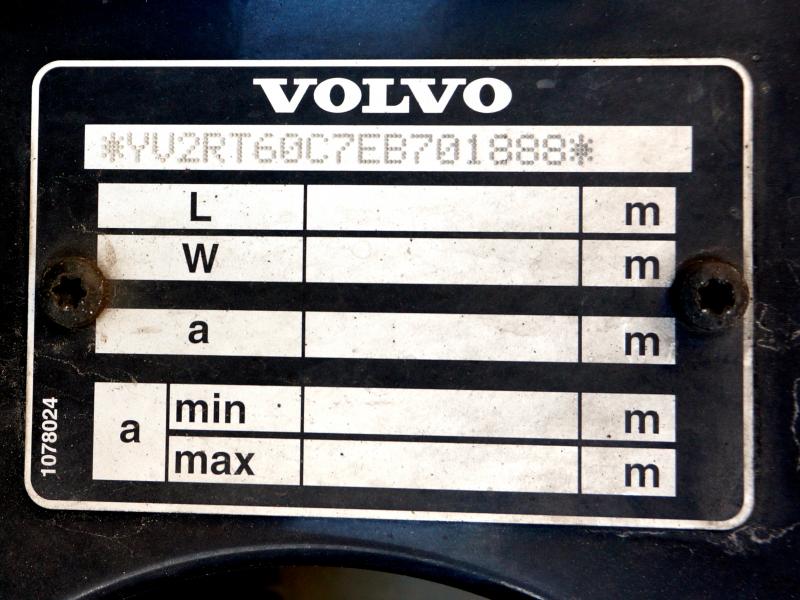 VOLVO
*YV2RT60C7EB701888*
L m
W m
a m
a min m
max m
1078024